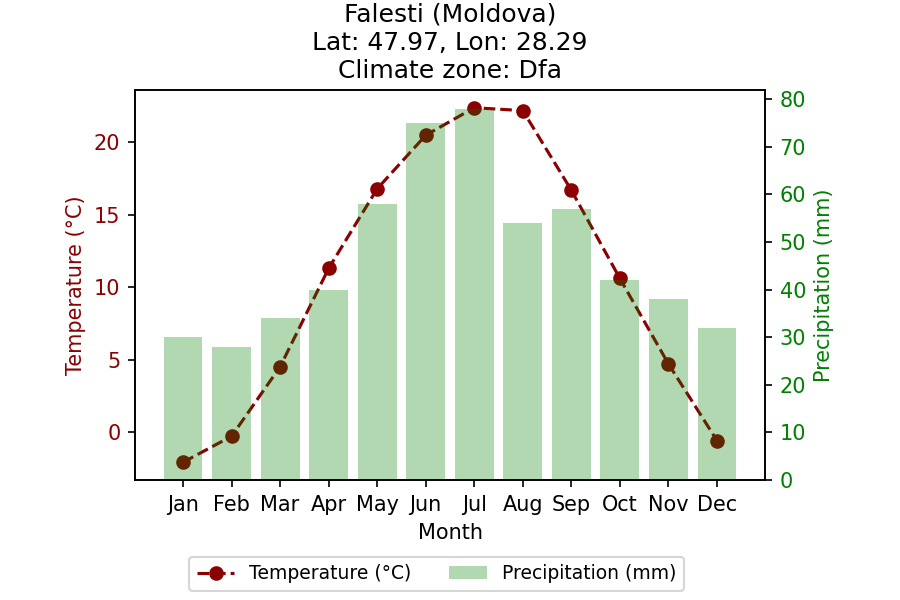 Falesti (Moldova)
Lat: 47.97, Lon: 28.29
Climate zone: Dfa
Temperature (°C)
20
15
10
5
0
80
70
60
50
40
30
20
10
0
Precipitation (mm)
Jan Feb Mar Apr May Jun Jul Aug Sep Oct Nov Dec
Month
Temperature (°C) Precipitation (mm)